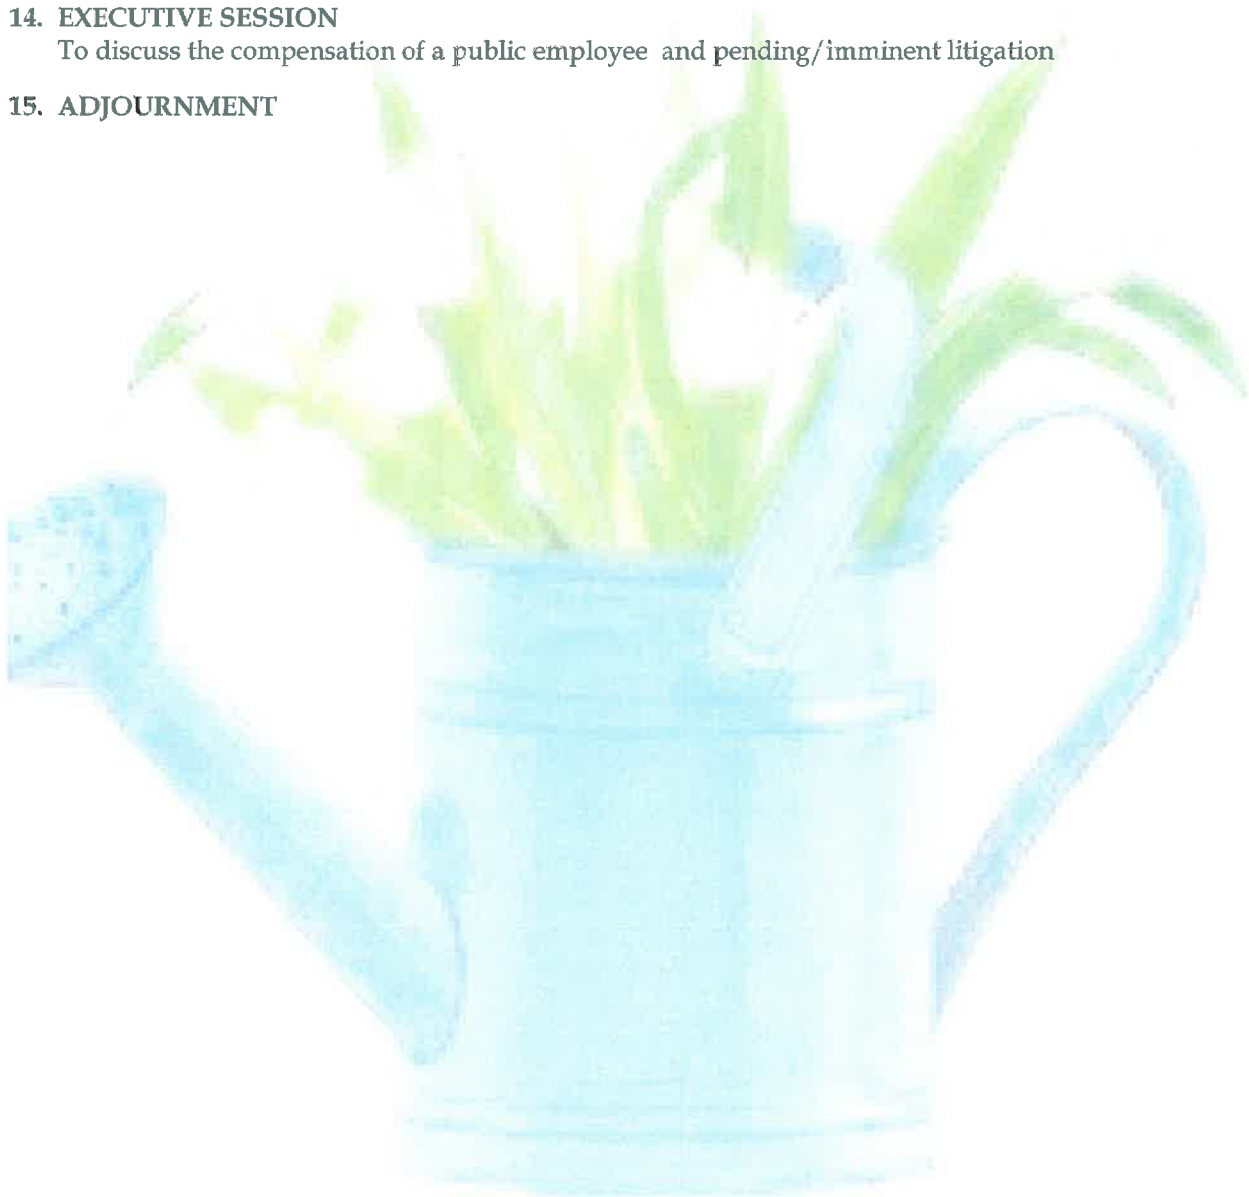 14. EXECUTIVE SESSION
To discuss the compensation of a public employee and pending/imminent litigation
15. ADJOURNMENT